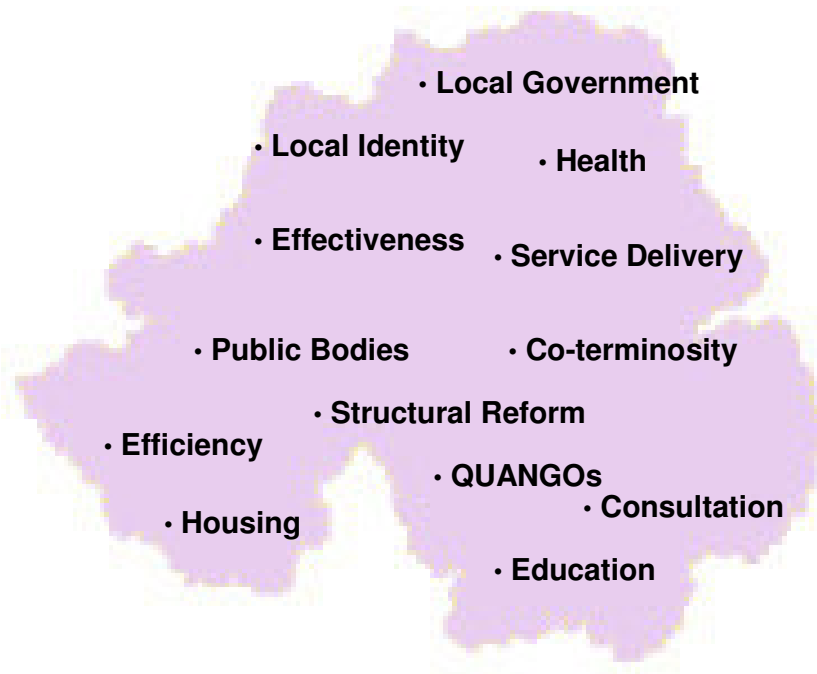 • Local Government
• Local Identity
• Health
• Effectiveness
• Service Delivery
• Public Bodies
• Co-terminosity
• Structural Reform
• Efficiency
• QUANGOs
• Consultation
• Housing
• Education